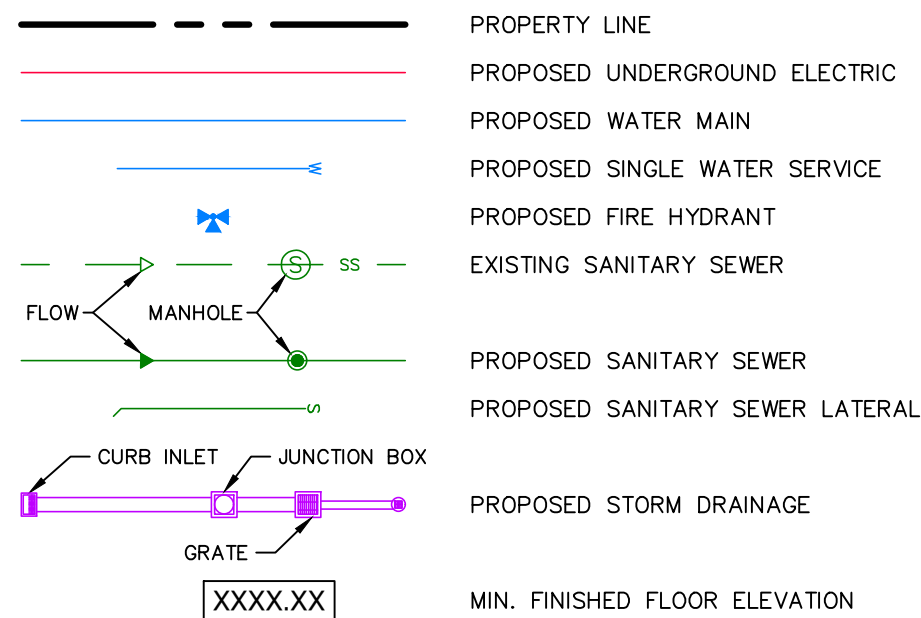 PROPERTY LINE
PROPOSED UNDERGROUND ELECTRIC
PROPOSED WATER MAIN
W PROPOSED SINGLE WATER SERVICE
PROPOSED FIRE HYDRANT
S SS EXISTING SANITARY SEWER
FLOW MANHOLE
PROPOSED SANITARY SEWER
S PROPOSED SANITARY SEWER LATERAL
CURB INLET JUNCTION BOX
PROPOSED STORM DRAINAGE
GRATE
XXXX.XX MIN. FINISHED FLOOR ELEVATION